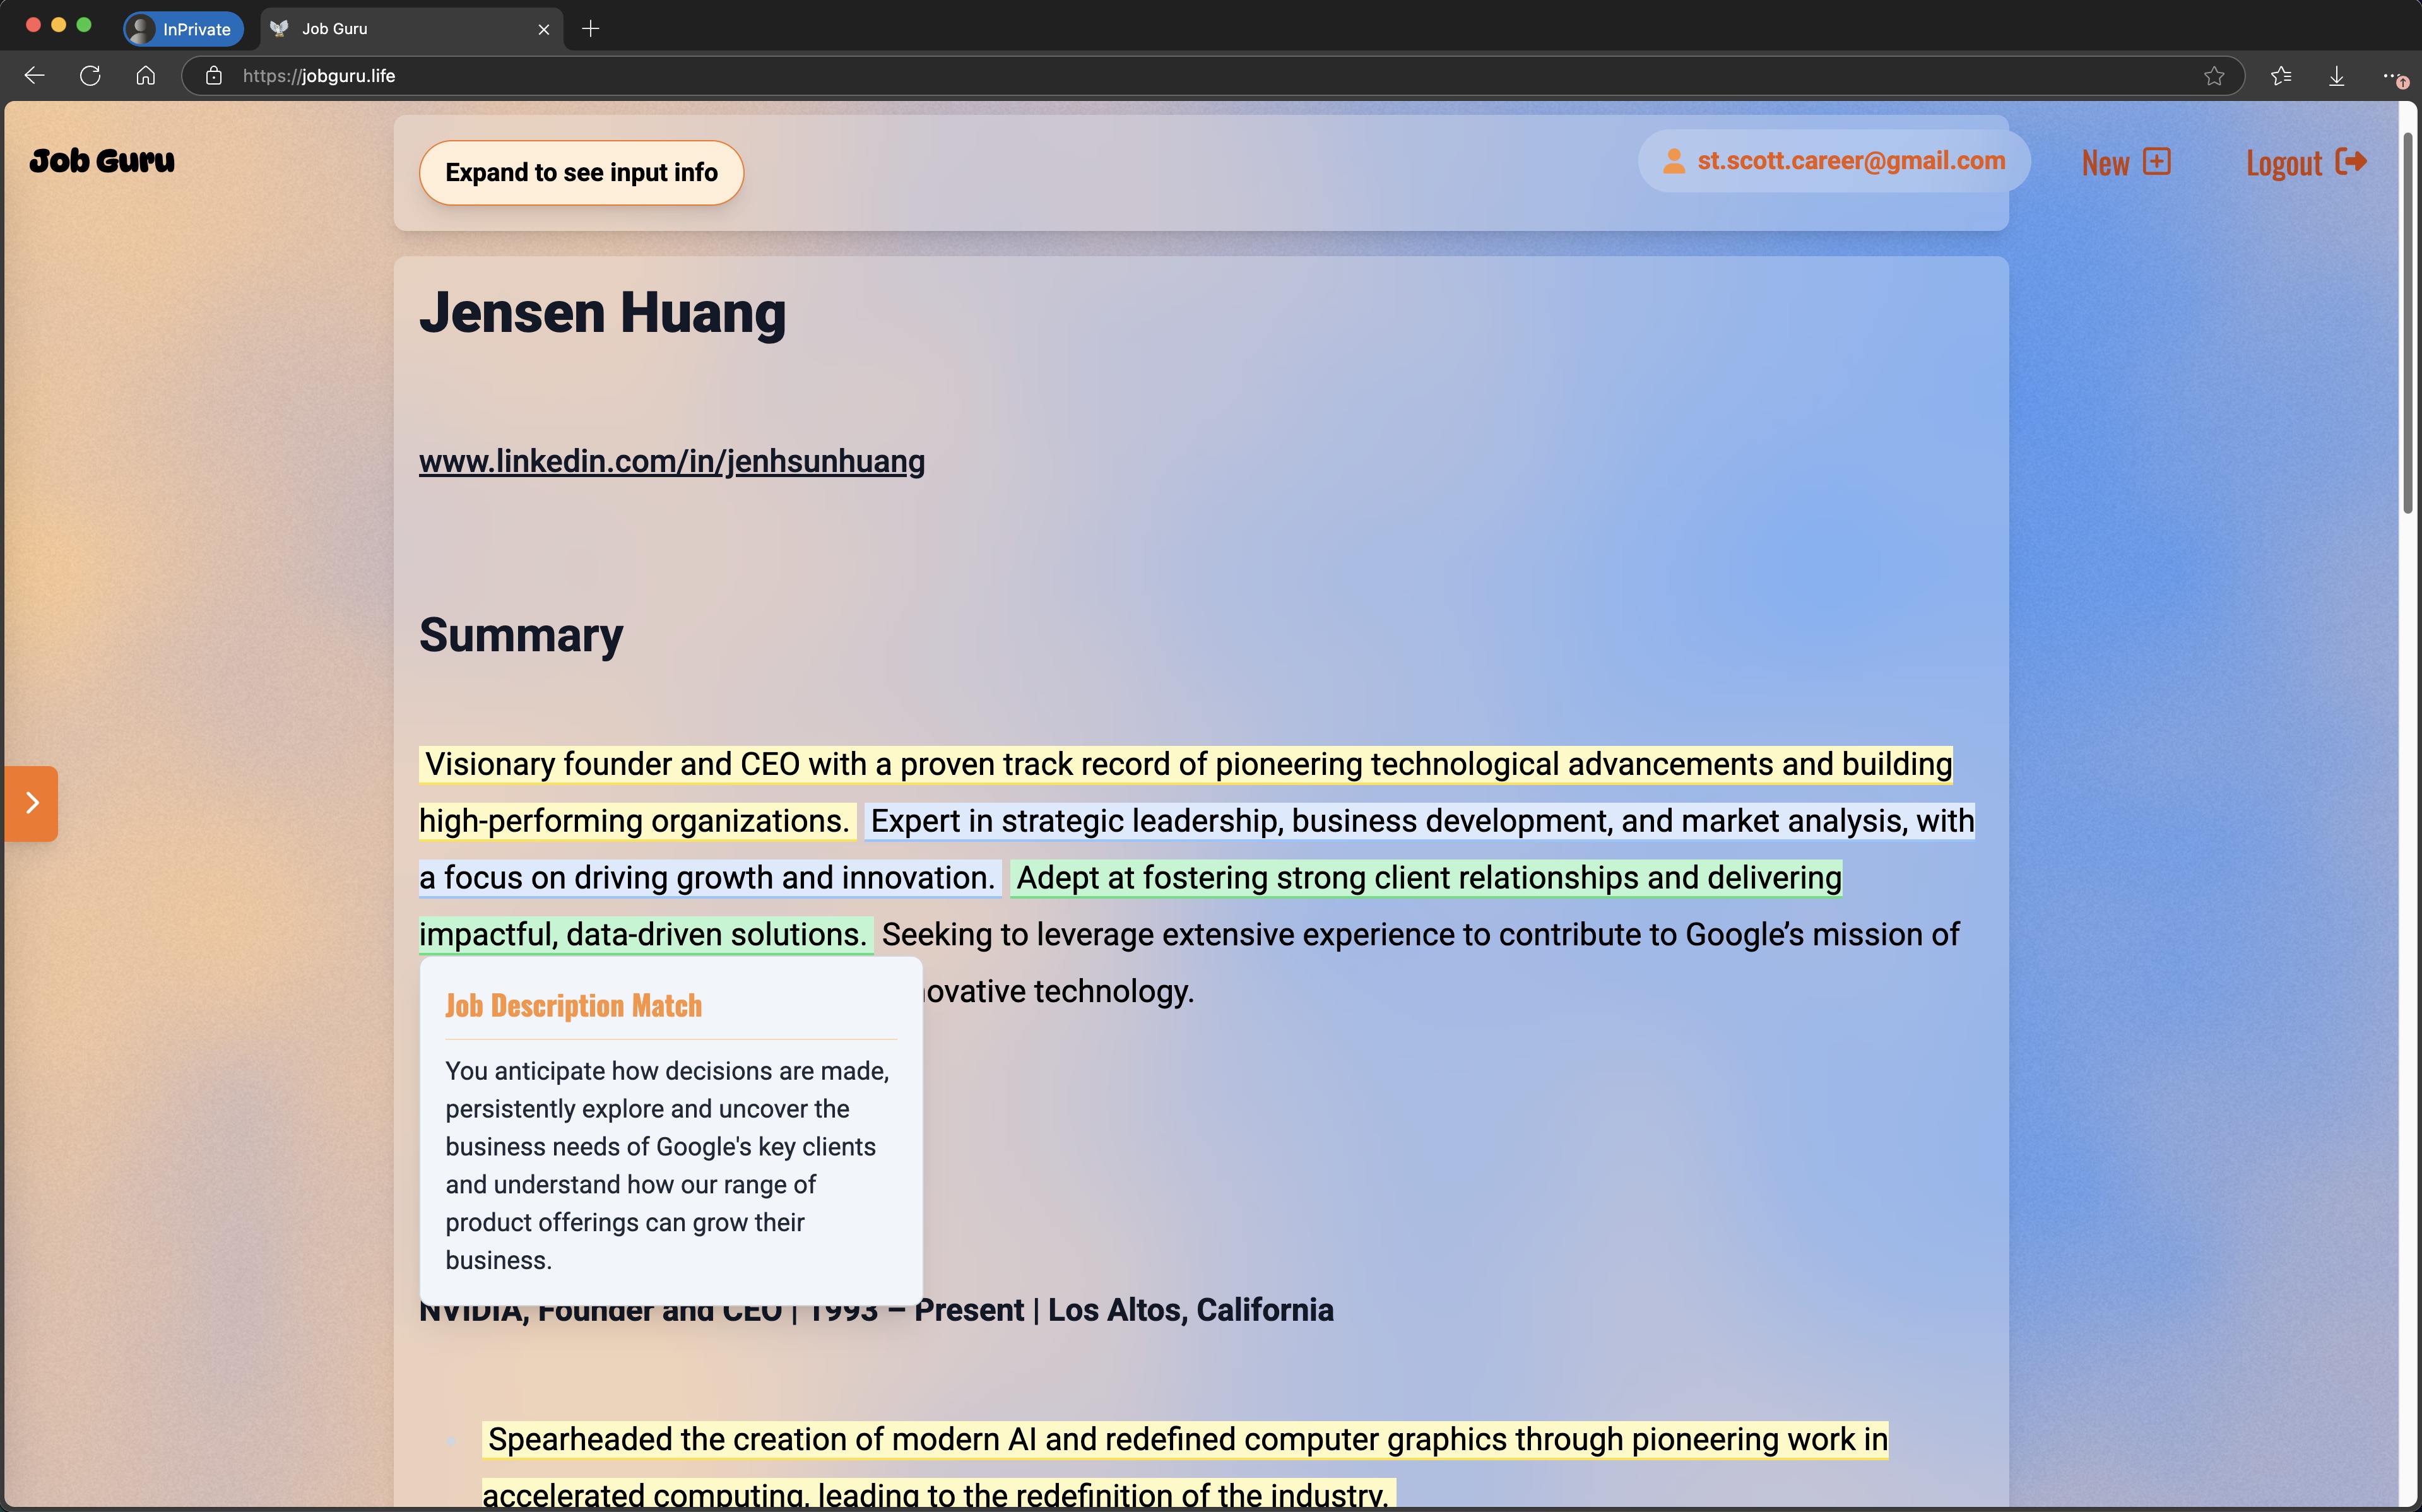 InPrivate
Job Guru
https://jobguru.life
Job Guru
Expand to see input info
st.scott.career@gmail.com
New
Logout
Jensen Huang
www.linkedin.com/in/jenhsunhuang
Summary
Visionary founder and CEO with a proven track record of pioneering technological advancements and building
high-performing organizations. Expert in strategic leadership, business development, and market analysis, with
a focus on driving growth and innovation. Adept at fostering strong client relationships and delivering
impactful, data-driven solutions. Seeking to leverage extensive experience to contribute to Google’s mission of
ovative technology.
Job Description Match
You anticipate how decisions are made,
persistently explore and uncover the
business needs of Google's key clients
and understand how our range of
product offerings can grow their
business.
NVIDIA, Founder and CEO | 1993 – Present | Los Altos, California
Spearheaded the creation of modern AI and redefined computer graphics through pioneering work in
accelerated computing, leading to the redefinition of the industry.